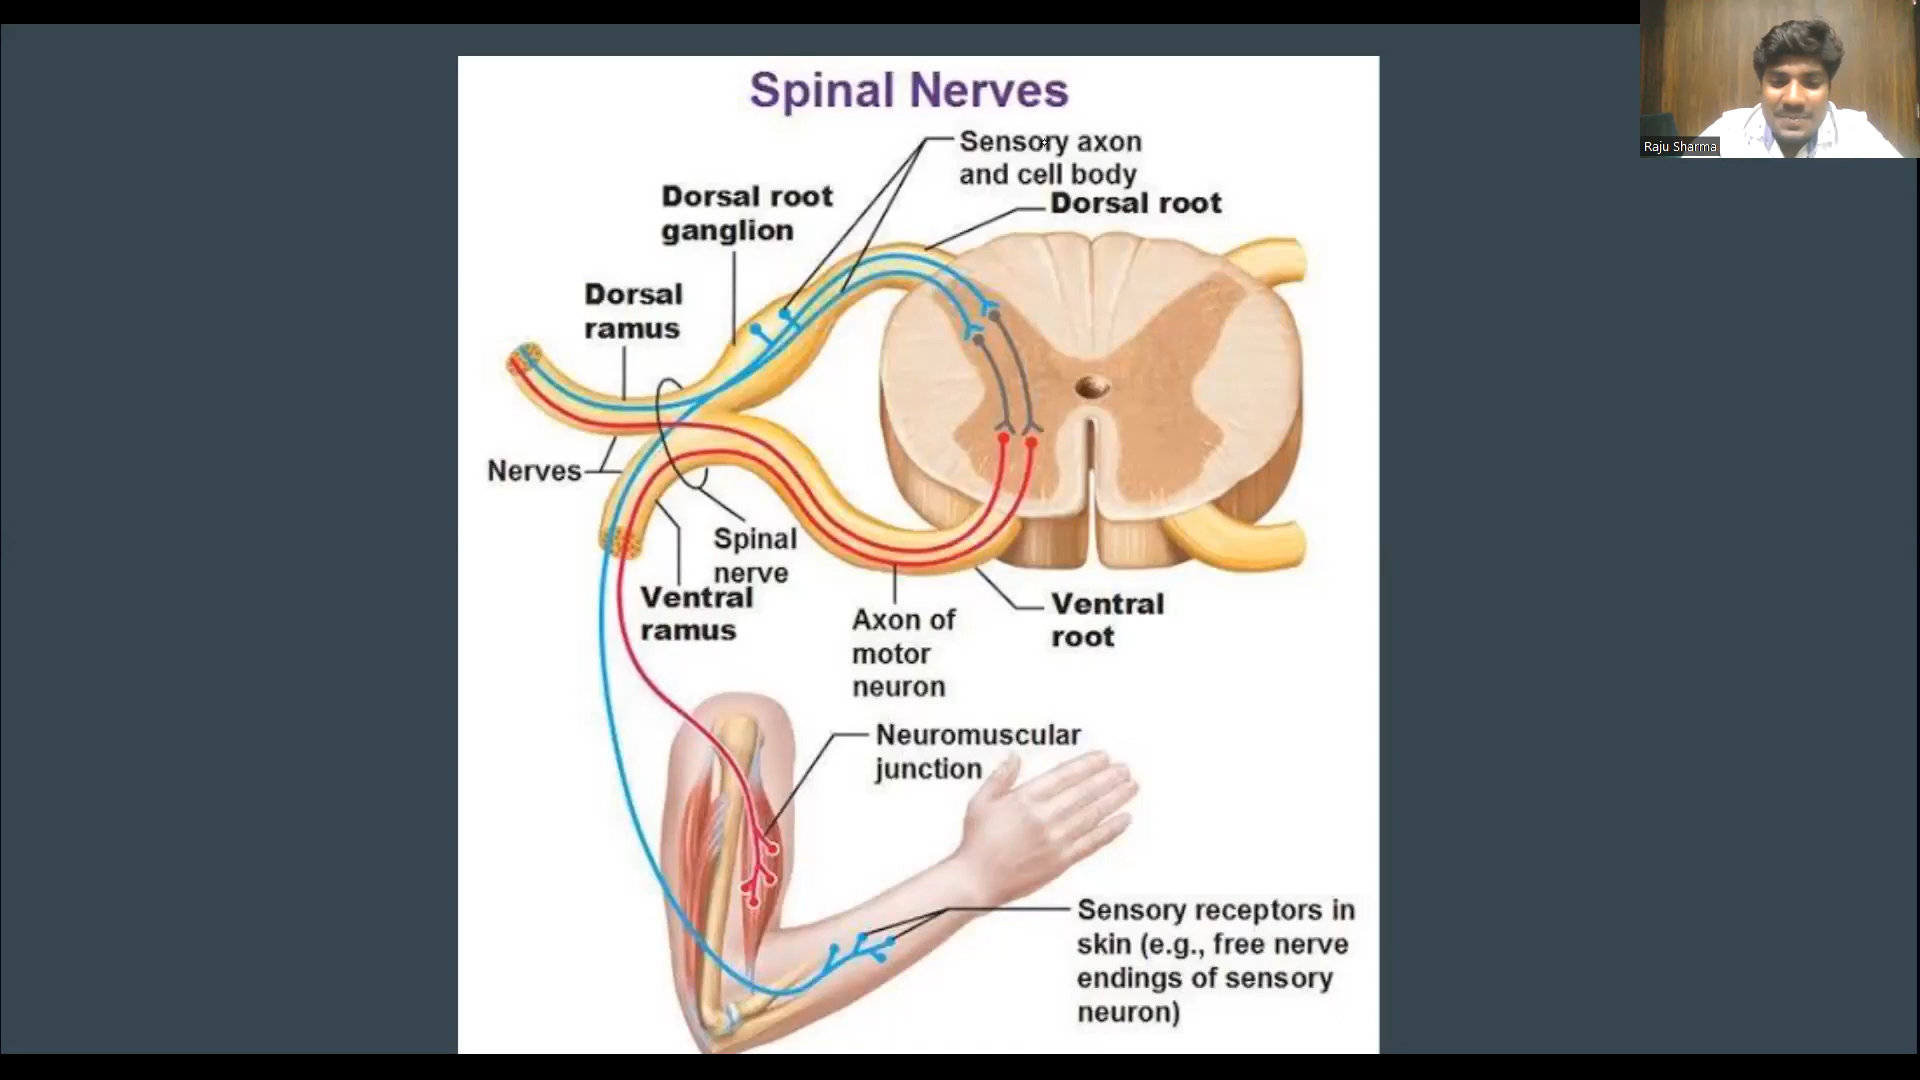 Spinal Nerves
Sensory axon
and cell body
Raju Sharma
Dorsal root
ganglion
Dorsal root
Dorsal
ramus
Nerves
Spinal
nerve
Ventral
ramus
Axon of
motor
neuron
Ventral
root
Neuromuscular
junction
Sensory receptors in
skin (e.g., free nerve
endings of sensory
neuron)